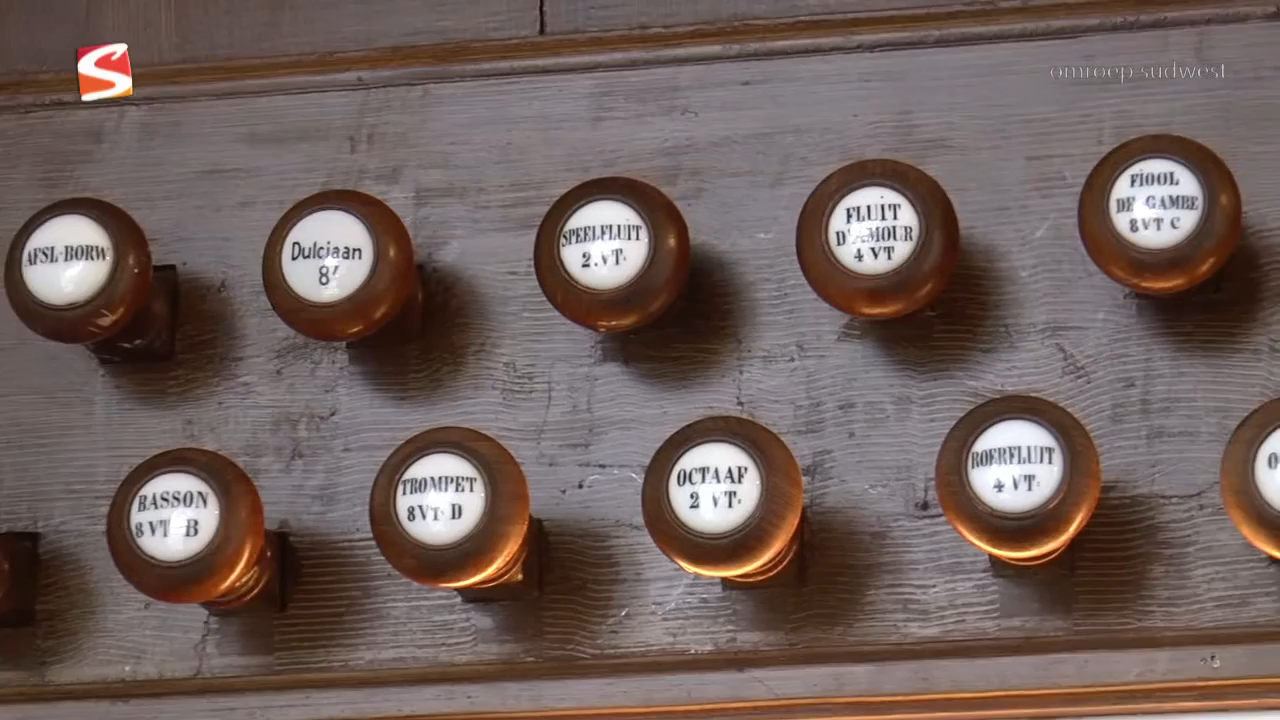 S
omroep súdwest
AFSL·BORW.
Dulciaan
8'
SPEELFLUIT
2.VT·
FLUIT
D'AMOUR
4 VT
FIOOL
DE GAMBE
8 VT C
BASSON
8 VT B
TROMPET
8 VT· D
OCTAAF
2 VT·
ROERFLUIT
4 VT·